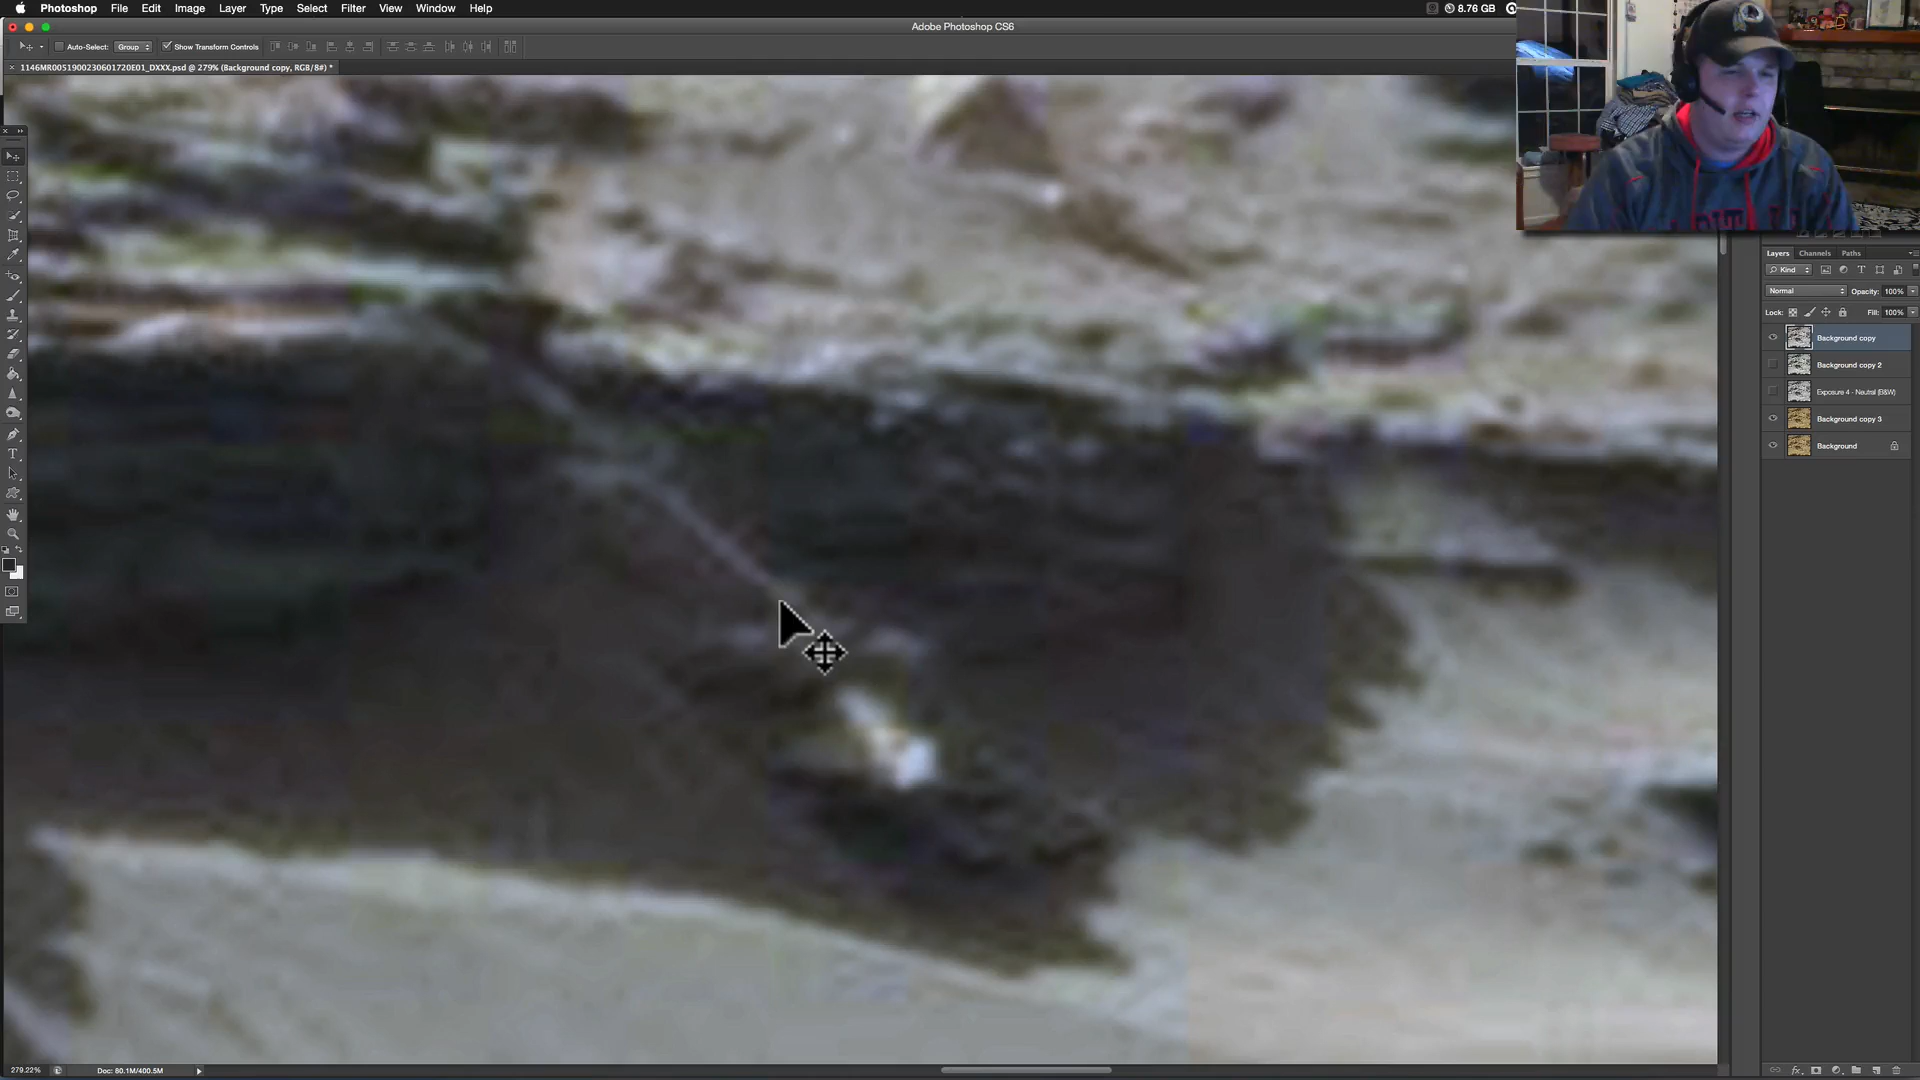 Photoshop File Edit Image Layer Type Select Filter View Window Help
8.76 GB
Adobe Photoshop CS6
Auto-Select: Group Show Transform Controls
1146MR0051900230601720E01_DXXX.psd @ 279% (Background copy, RGB/8#) *
Layers Channels Paths
Kind
Normal Opacity: 100%
Lock: Fill: 100%
Background copy
Background copy 2
Exposure 4 - Neutral (B&W)
Background copy 3
Background
279.22% Doc: 80.1M/400.5M